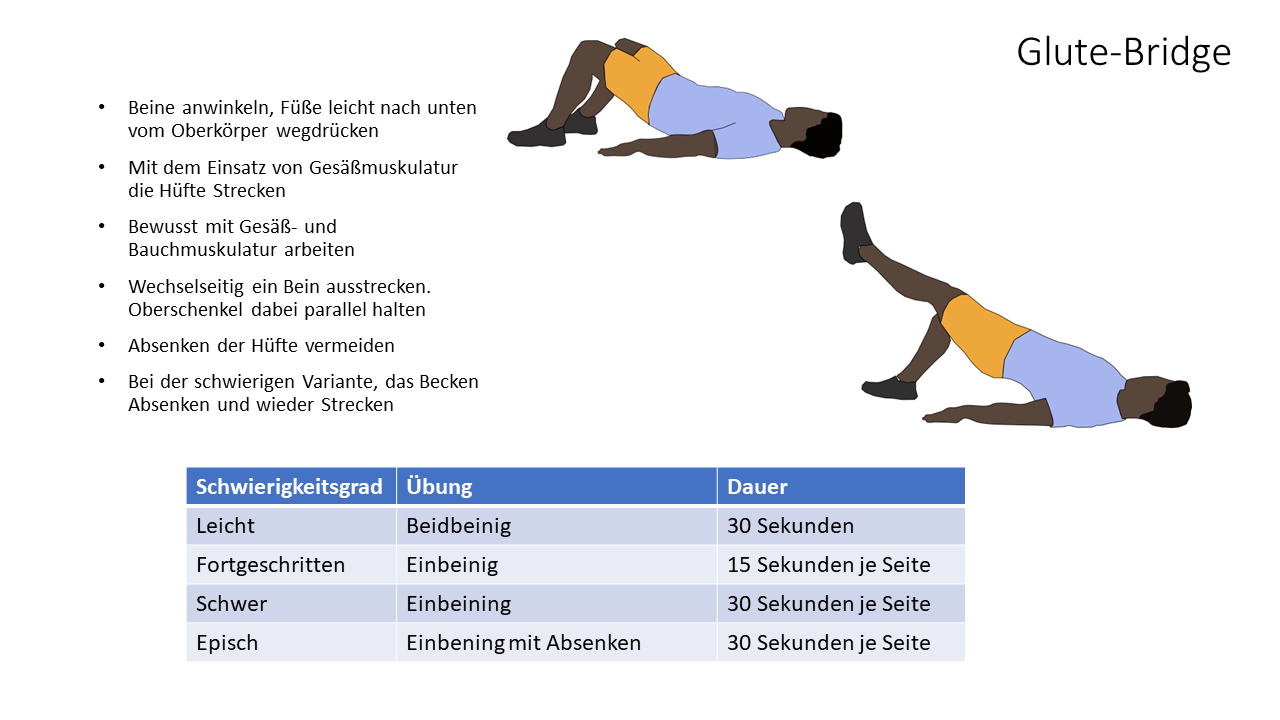 Glute-Bridge
• Beine anwinkeln, Füße leicht nach unten
vom Oberkörper wegdrücken
• Mit dem Einsatz von Gesäßmuskulatur
die Hüfte Strecken
• Bewusst mit Gesäß- und
Bauchmuskulatur arbeiten
• Wechselseitig ein Bein ausstrecken.
Oberschenkel dabei parallel halten
• Absenken der Hüfte vermeiden
• Bei der schwierigen Variante, das Becken
Absenken und wieder Strecken
Schwierigkeitsgrad Übung Dauer
Leicht Beidbeinig 30 Sekunden
Fortgeschritten Einbeinig 15 Sekunden je Seite
Schwer Einbeining 30 Sekunden je Seite
Episch Einbening mit Absenken 30 Sekunden je Seite